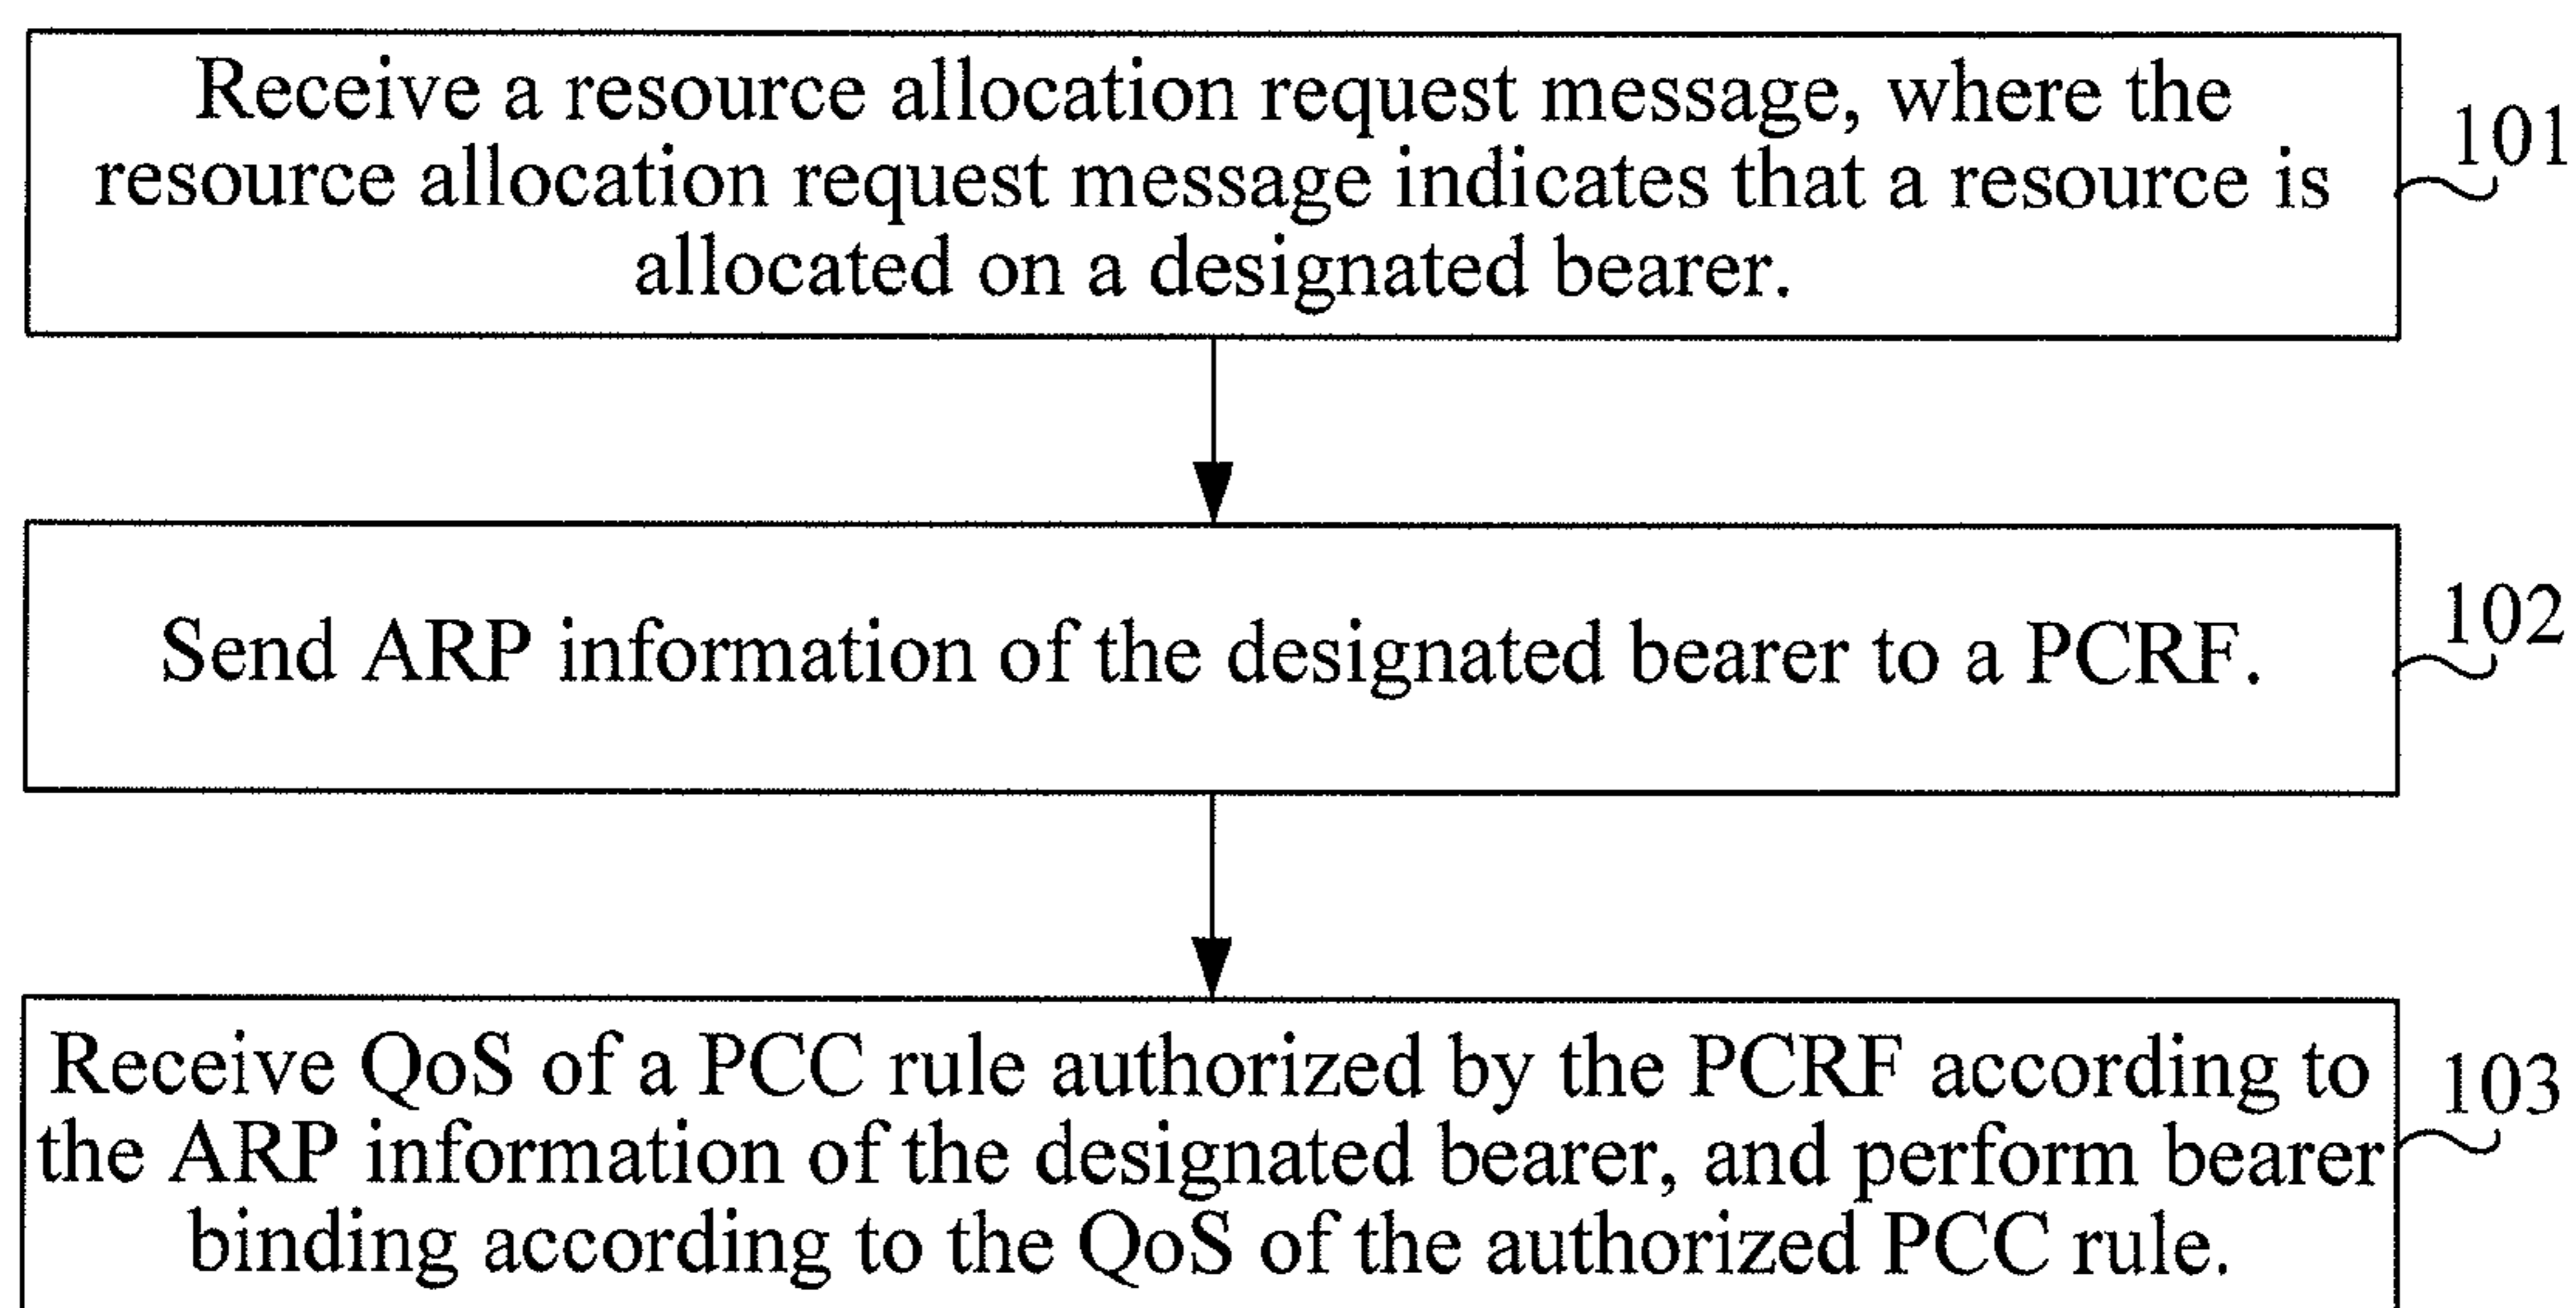 Receive a resource allocation request message, where the
resource allocation request message indicates that a resource is
allocated on a designated bearer.
101
Send ARP information of the designated bearer to a PCRF.
102
Receive QoS of a PCC rule authorized by the PCRF according to
the ARP information of the designated bearer, and perform bearer
binding according to the QoS of the authorized PCC rule.
103